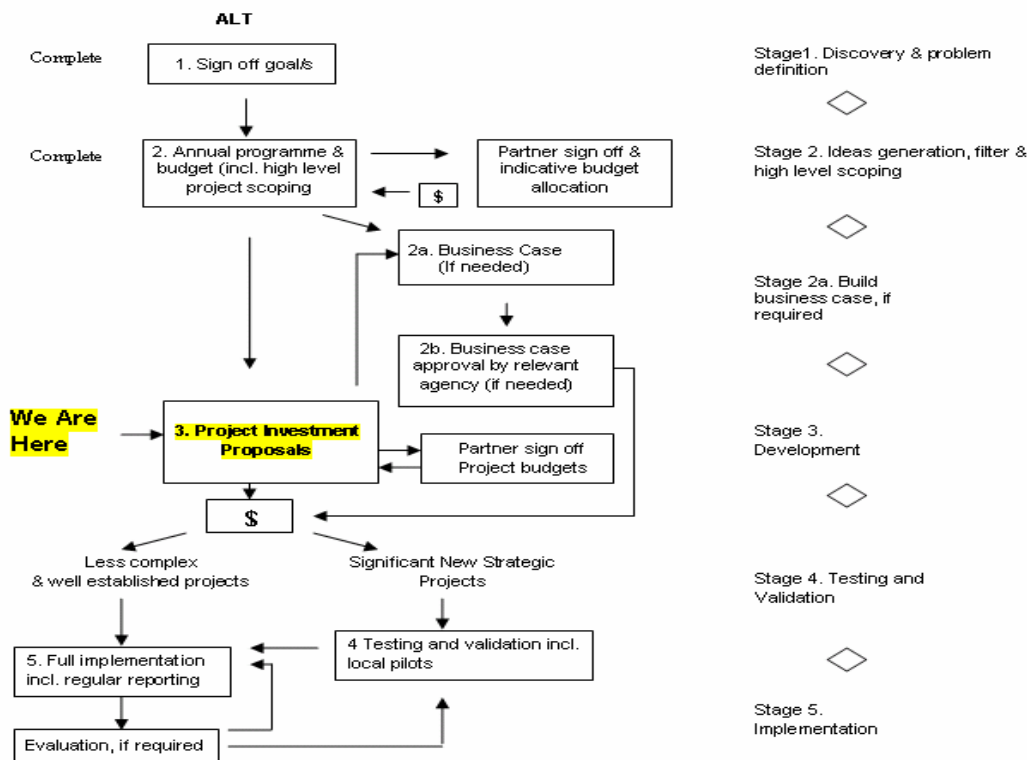 ALT
Complete
1. Sign off goal/s
Stage1. Discovery & problem
definition
Complete
2. Annual programme &
budget (incl. high level
project scoping
Partner sign off &
indicative budget
allocation
$
Stage 2. Ideas generation, filter &
high level scoping
2a. Business Case
(If needed)
Stage 2a. Build
business case, if
required
2b. Business case
approval by relevant
agency (if needed)
We Are
Here
3. Project Investment
Proposals
Partner sign off
Project budgets
Stage 3.
Development
$
Less complex
& well established projects
Significant New Strategic
Projects
Stage 4. Testing and
Validation
4 Testing and validation incl.
local pilots
5. Full implementation
incl. regular reporting
Stage 5.
Implementation
Evaluation, if required